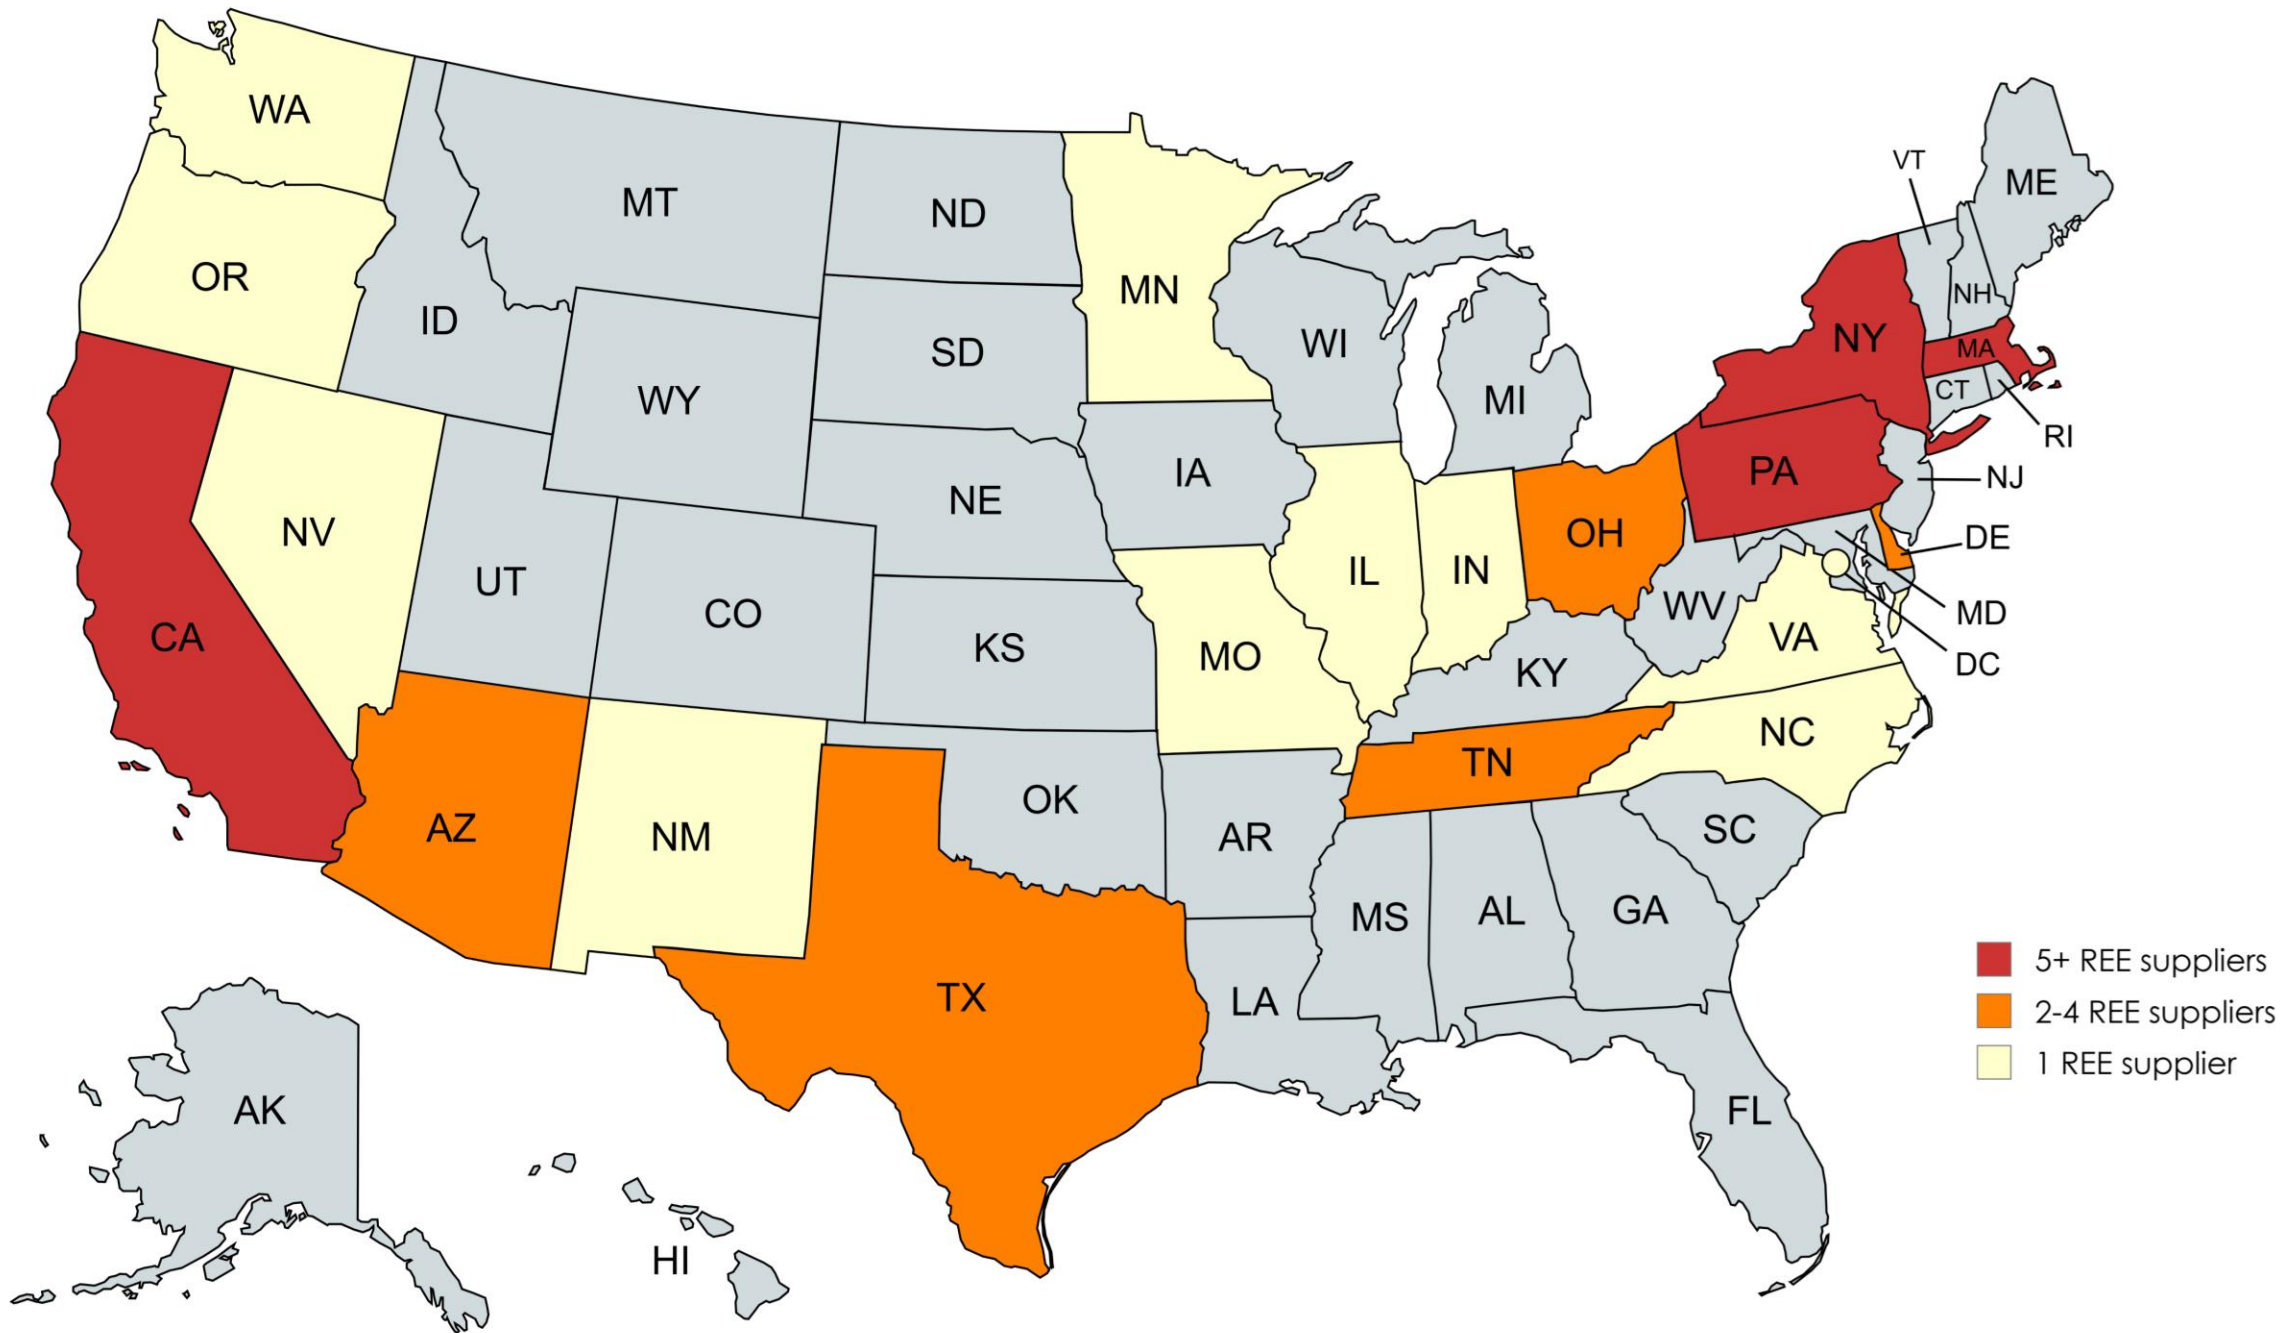 WA
OR
CA
NV
ID
MT
WY
UT
AZ
CO
NM
ND
SD
NE
KS
OK
TX
MN
IA
MO
AR
LA
WI
IL
MI
IN
OH
KY
TN
MS
AL
GA
FL
SC
NC
VA
WV
PA
NY
VT
NH
ME
MA
CT
RI
NJ
DE
MD
DC
AK
HI
5+ REE suppliers
2-4 REE suppliers
1 REE supplier